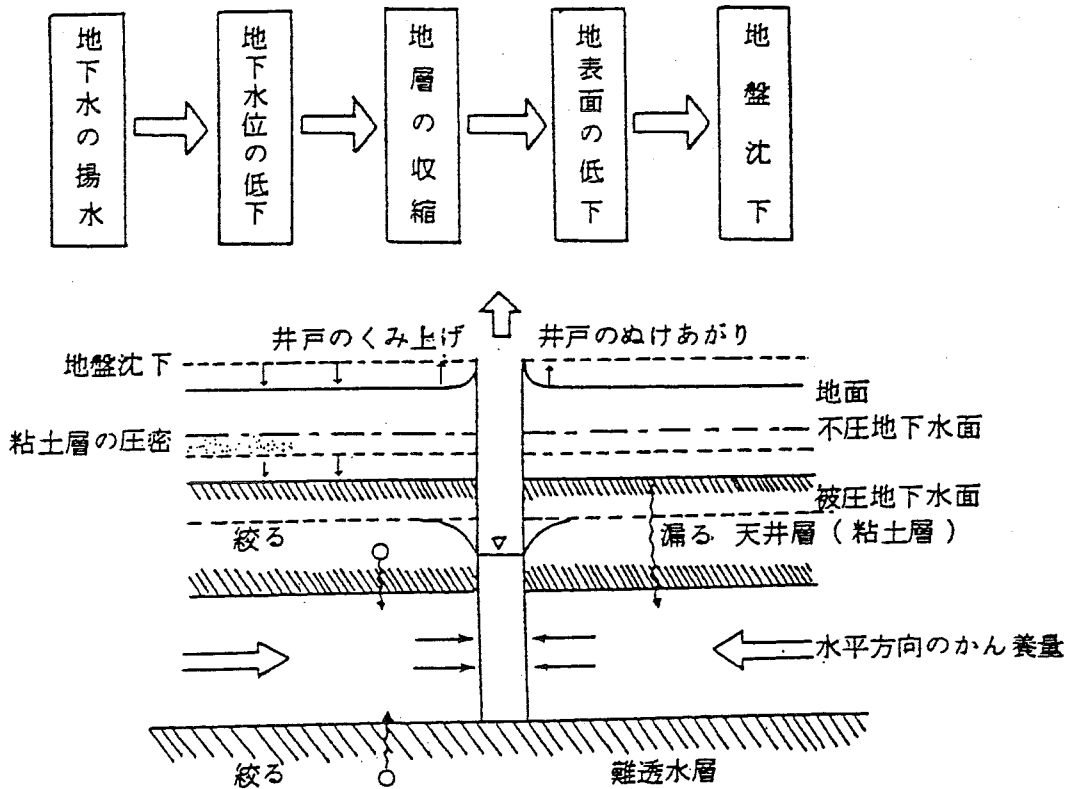 地下水の揚水
地下水位の低下
地層の収縮
地表面の低下
地盤沈下
井戸のくみ上げ
井戸のぬけあがり
地盤沈下
地面
粘土層の圧密
不圧地下水面
被圧地下水面
絞る
漏る 天井層(粘土層)
水平方向のかん養量
絞る
難透水層